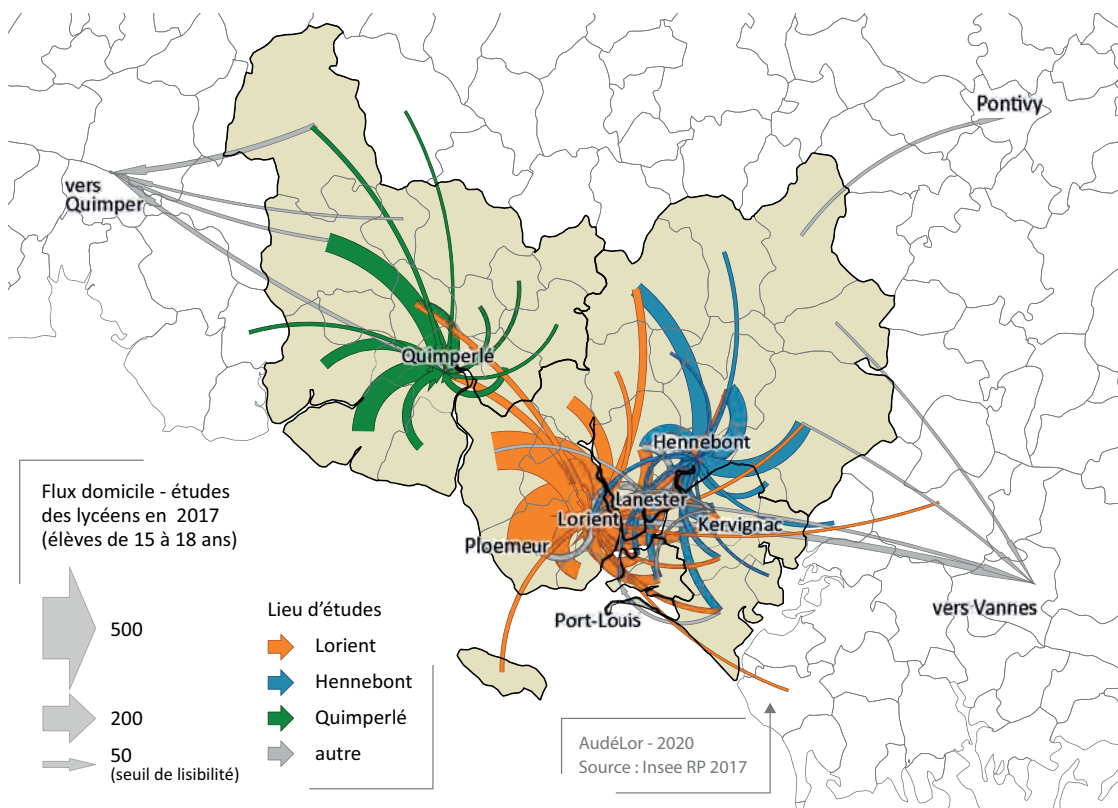 Pontivy
vers
Quimper
Quimperlé
Hennebont
Lanester
Lorient
Kervignac
Ploemeur
Port-Louis
vers Vannes
Flux domicile - études
des lycéens en 2017
(élèves de 15 à 18 ans)
500
200
50
(seuil de lisibilité)
Lieu d'études
Lorient
Hennebont
Quimperlé
autre
AudéLor - 2020
Source : Insee RP 2017